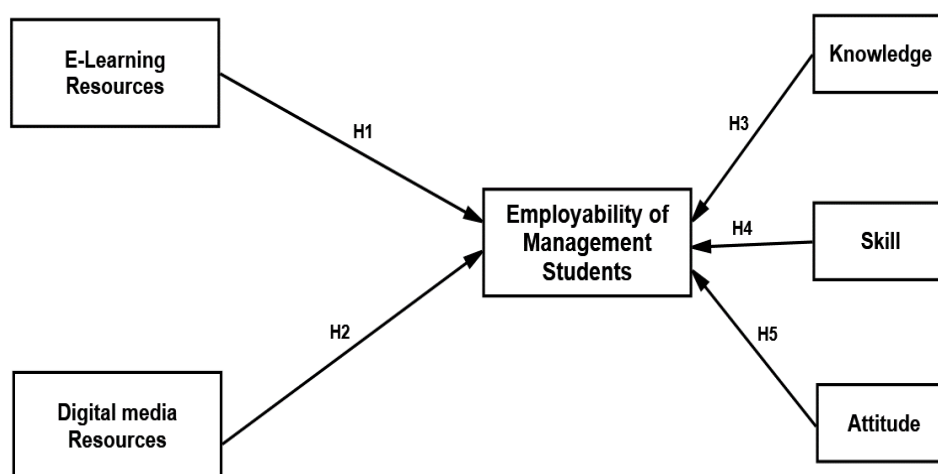 E-Learning
Resources
Knowledge
H1
H3
Employability of
Management
Students
H4
Skill
H2
H5
Digital media
Resources
Attitude